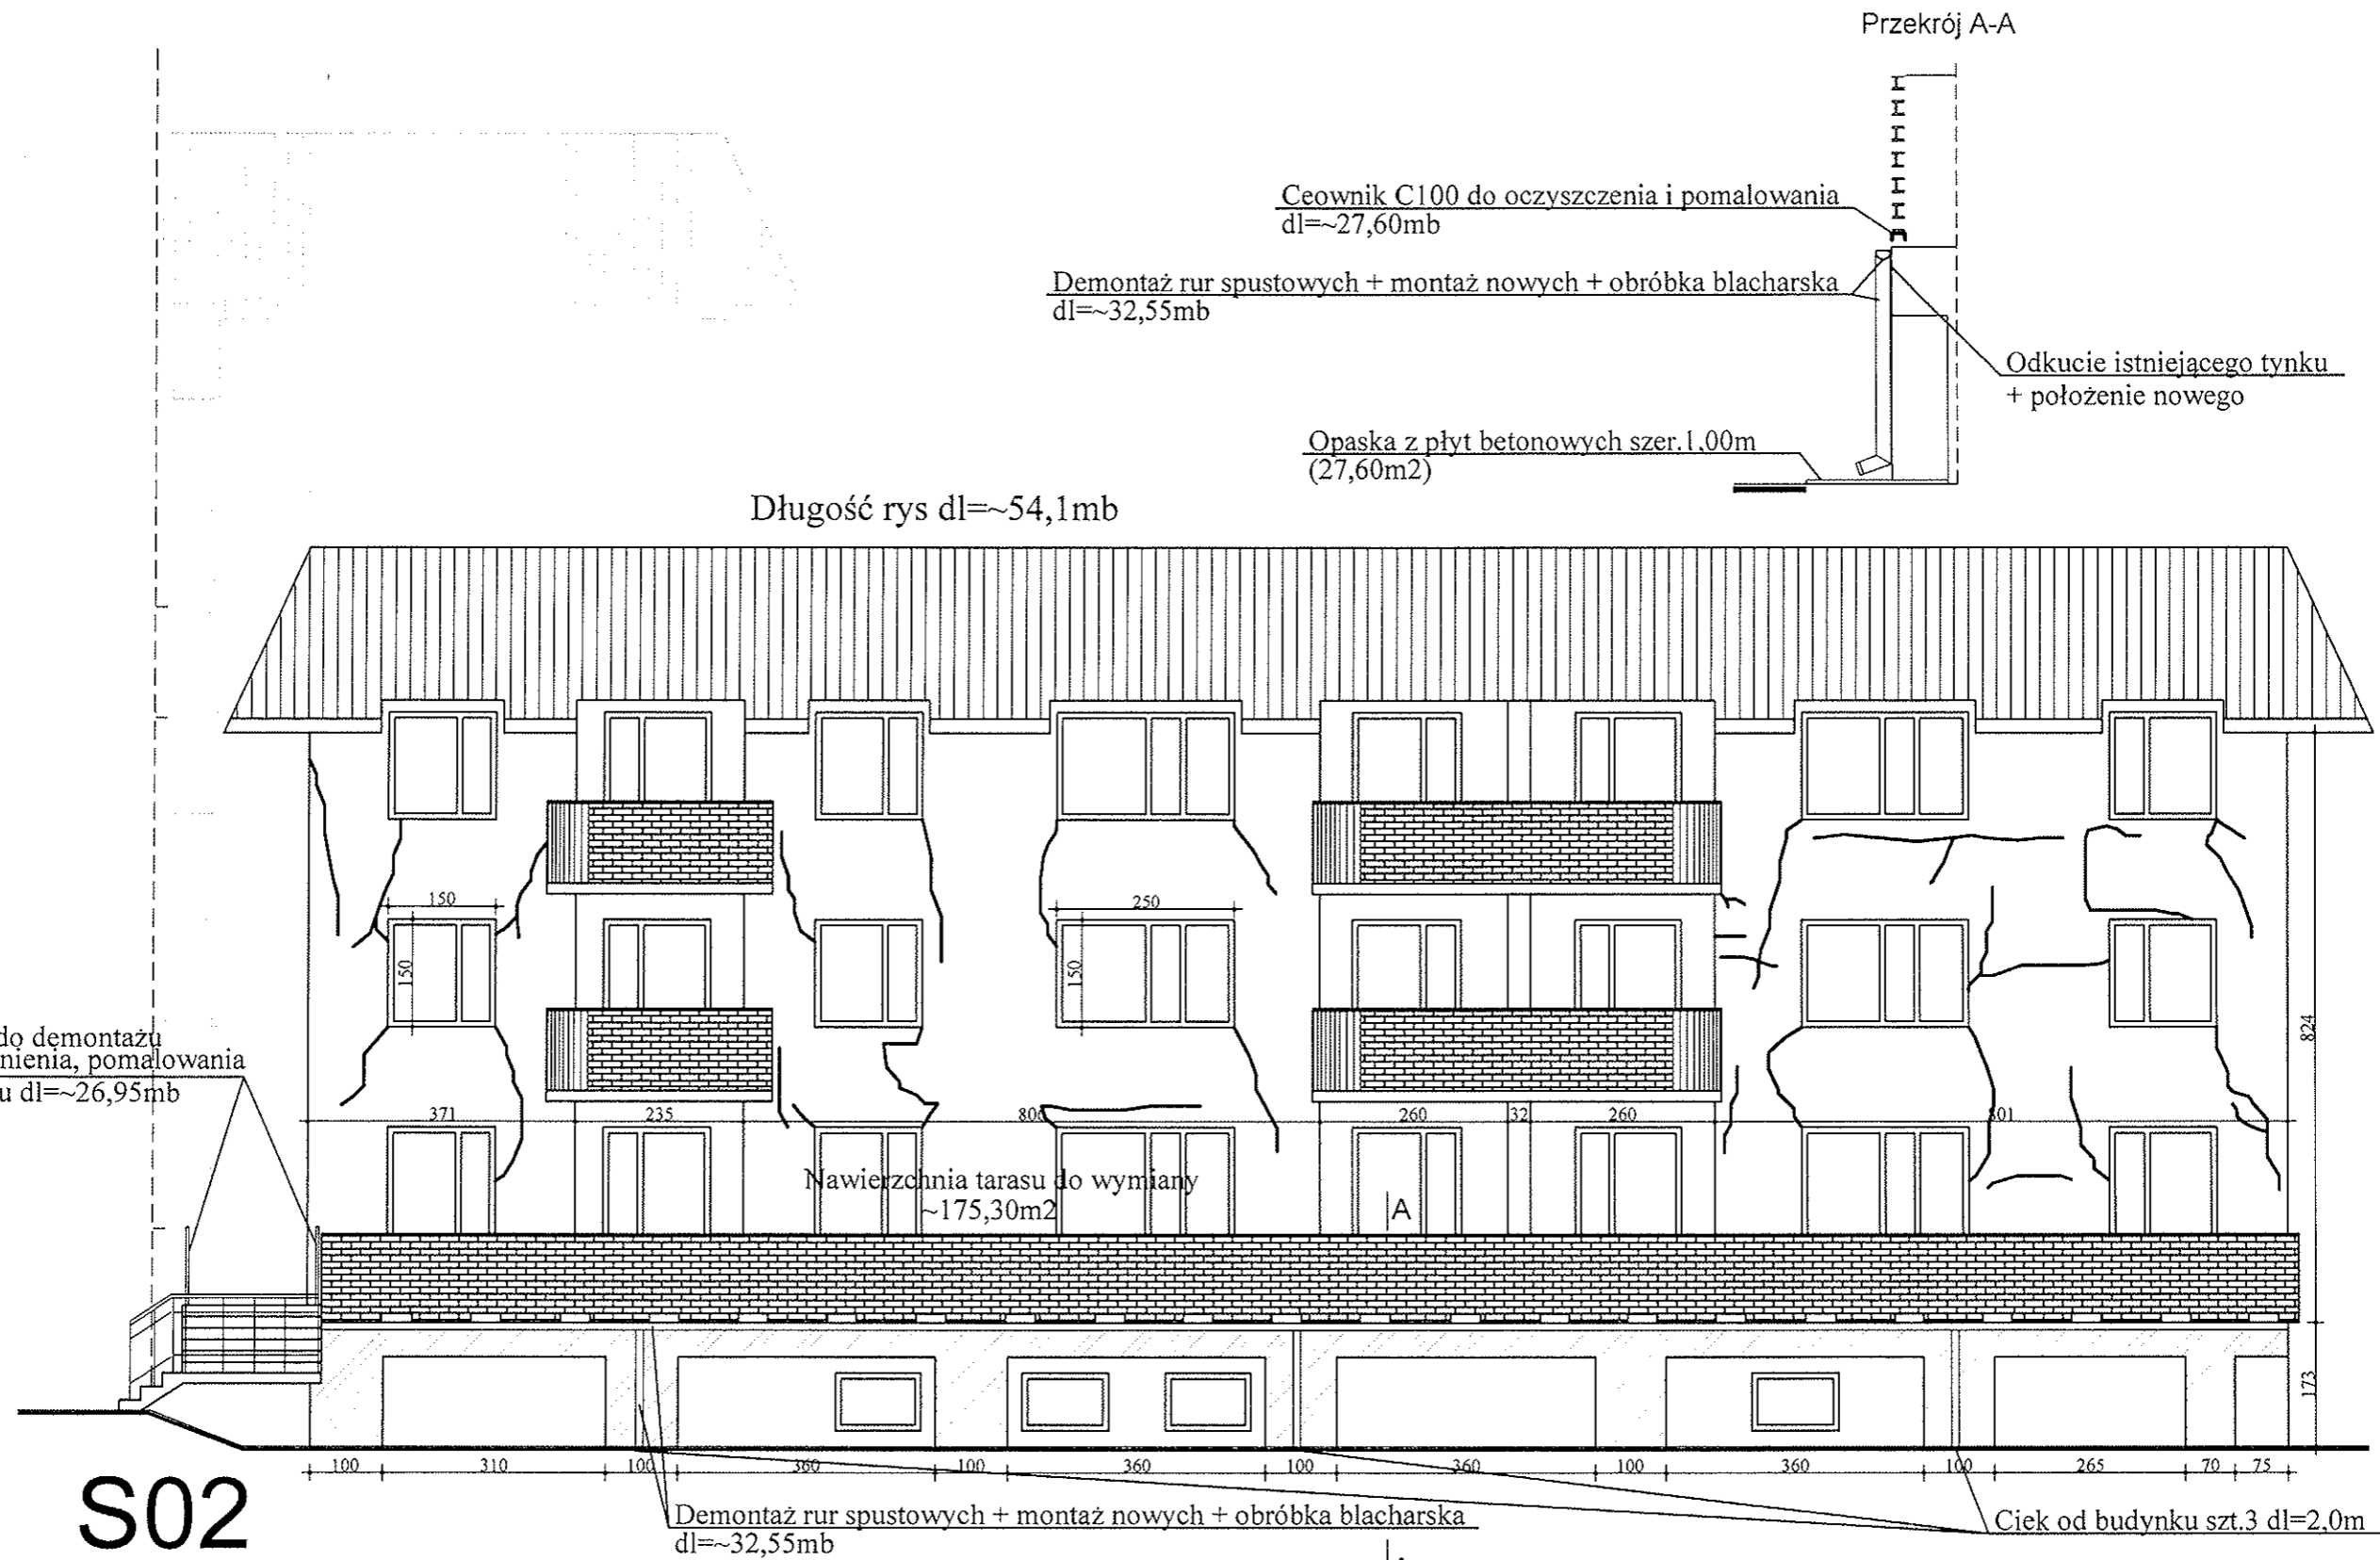 Przekrój A-A
Ceownik C100 do oczyszczenia i pomalowania
dl=~27,60mb
Demontaż rur spustowych + montaż nowych + obróbka blacharska
dl=~32,55mb
Odkucie istniejącego tynku
+ położenie nowego
Opaska z płyt betonowych szer.1,00m
(27,60m2)
Długość rys dl=~54,1mb
150
250
150
150
do demontażu
nienia, pomalowania
u dl=~26,95mb
824
371
235
806
260
32
260
801
Nawierzchnia tarasu do wymiany
~175,30m2
A
173
100
310
100
360
100
360
100
360
100
360
100
265
70
75
S02
Demontaż rur spustowych + montaż nowych + obróbka blacharska
dl=~32,55mb
Ciek od budynku szt.3 dl=2,0m